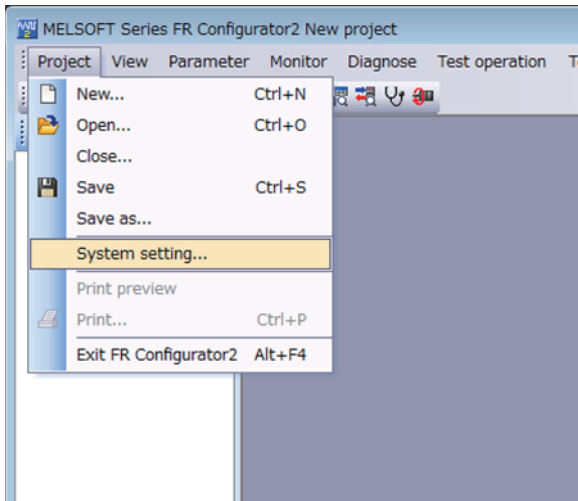 MELSOFT Series FR Configurator2 New project
Project View Parameter Monitor Diagnose Test operation
New... Ctrl+N
Open... Ctrl+O
Close...
Save Ctrl+S
Save as...
System setting...
Print preview
Print... Ctrl+P
Exit FR Configurator2 Alt+F4